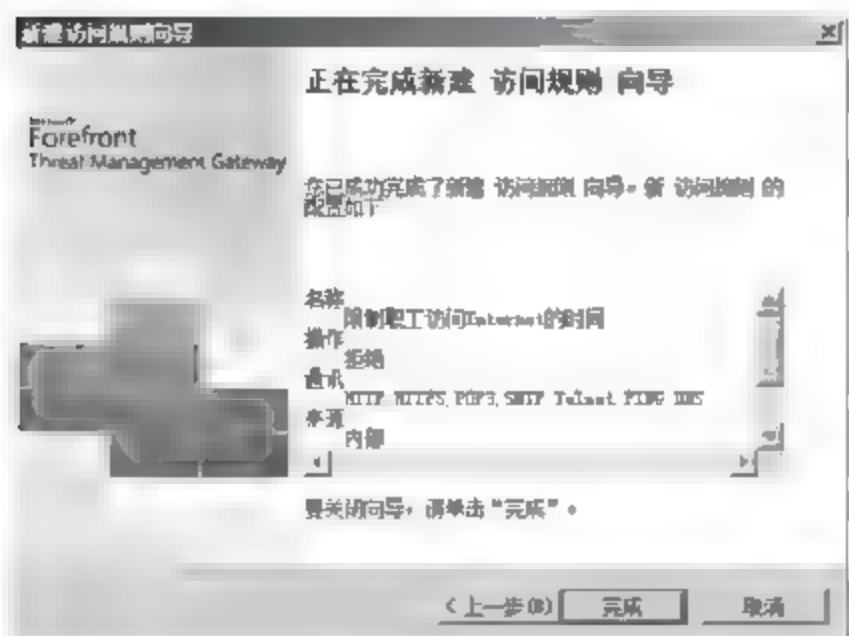 新建访问规则向导
正在完成新建 访问规则 向导
Microsoft
Forefront
Threat Management Gateway
您已成功完成了新建 访问规则 向导。新 访问规则 的
配置如下
名称
限制职工访问Internet的时间
操作
拒绝
通讯
HTTP HTTPS, POP3, SMTP Telnet PING DNS
来源
内部
要关闭向导，请单击“完成”。
< 上一步(B)
完成
取消